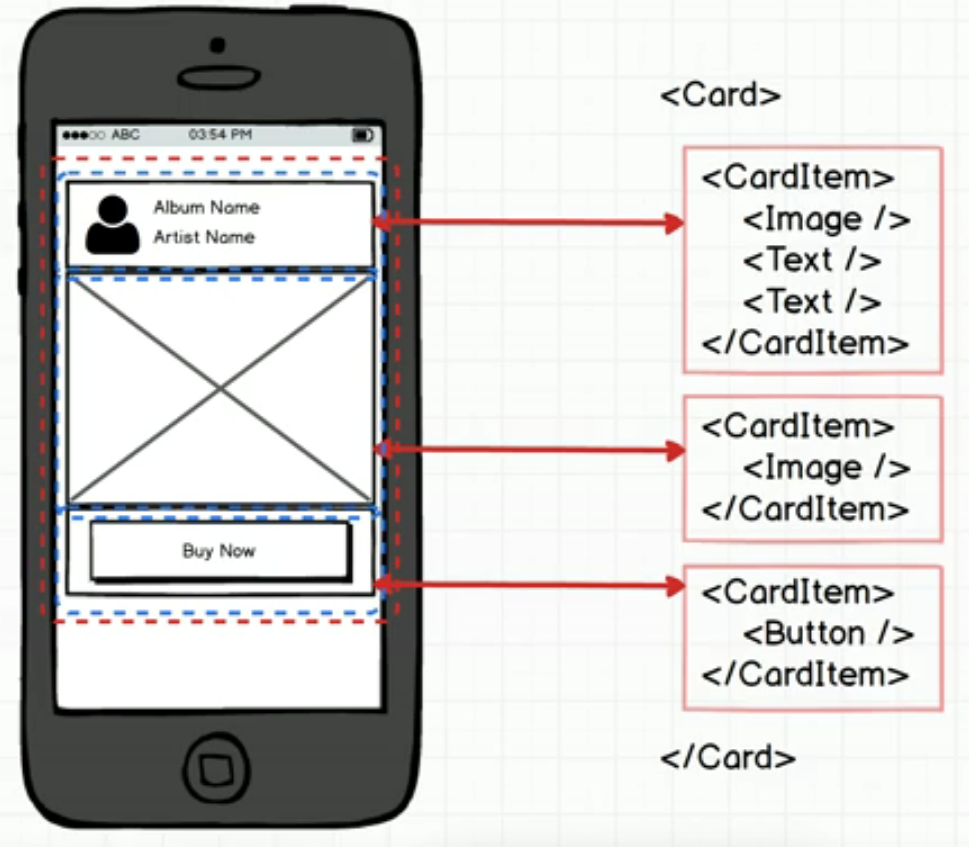 ABC 03:54 PM
Album Name
Artist Name
Buy Now
<Card>
<CardItem>
<Image />
<Text />
<Text />
</CardItem>
<CardItem>
<Image />
</CardItem>
<CardItem>
<Button />
</CardItem>
</Card>